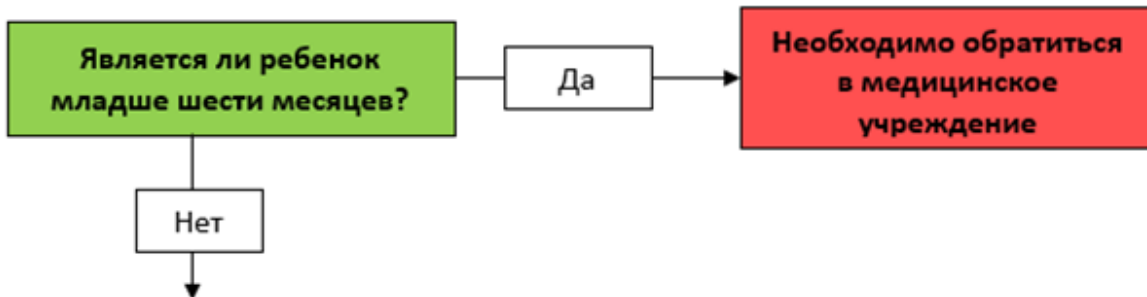 Является ли ребенок
младше шести месяцев?
Да
Необходимо обратиться
в медицинское
учреждение
Нет